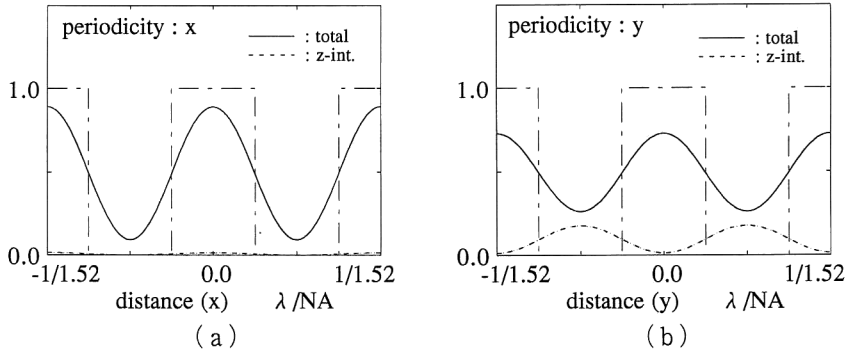 periodicity : x
: total
: z-int.
1.0
0.0
-1/1.52 0.0 1/1.52
distance (x) λ /NA
( a )
periodicity : y
: total
: z-int.
1.0
0.0
-1/1.52 0.0 1/1.52
distance (y) λ /NA
( b )